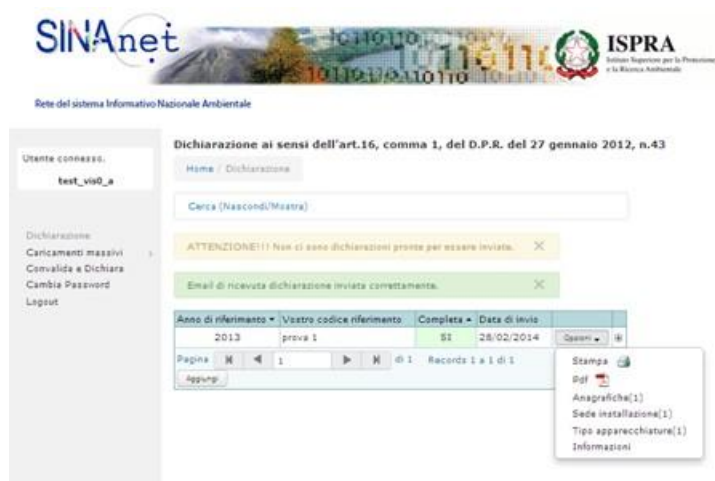 SINAnet
ISPRA
Istituto Superiore per la Protezione
e la Ricerca Ambientale
Rete del sistema Informativo Nazionale Ambientale
Dichiarazione ai sensi dell'art.16, comma 1, del D.P.R. del 27 gennaio 2012, n.43
Utente connesso.
test_vis0_a
Home / Dichiarazione
Cerca (Nascondi/Mostra)
Dichiarazione
Caricamenti massivi
Convalida e Dichiara
Cambia Password
Logout
ATTENZIONE!!! Non ci sono dichiarazioni pronte per essere inviate.
Email di ricevuta dichiarazione inviata correttamente.
Anno di riferimento Vostro codice riferimento Completa Data di invio
2013 prova 1 SI 28/02/2014 Opzioni
Pagina 1 di 1 Records 1 a 1 di 1
Aggiungi
Stampa
Pdf
Anagrafiche(1)
Sede installazione(1)
Tipo apparecchiature(1)
Informazioni